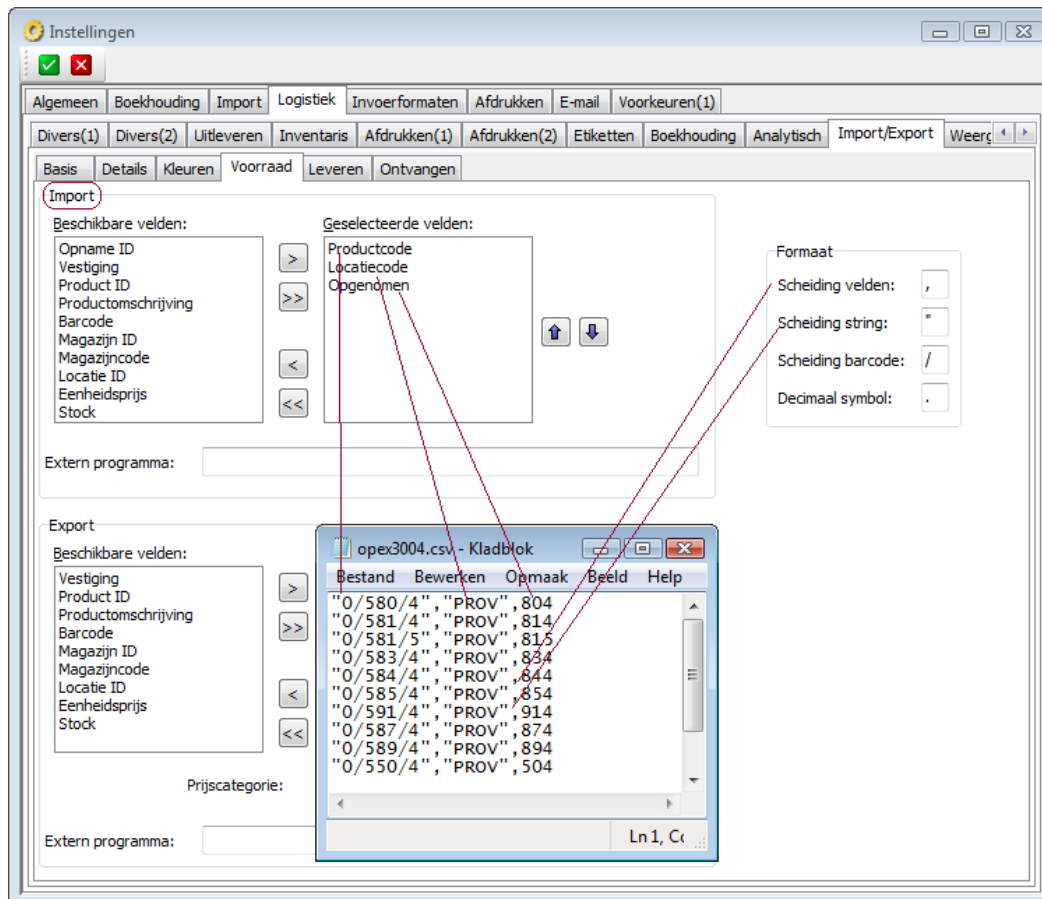 Instellingen
Algemeen Boekhouding Import Logistiek Invoerformaten Afdrukken E-mail Voorkeuren(1)
Divers(1) Divers(2) Uitleveren Inventaris Afdrukken(1) Afdrukken(2) Etiketten Boekhouding Analytisch Import/Export Weerg
Basis Details Kleuren Voorraad Leveren Ontvangen
Import
Beschikbare velden:
Opname ID
Vestiging
Product ID
Productomschrijving
Barcode
Magazijn ID
Magazijncode
Locatie ID
Eenheidsprijs
Stock
>
>>
<
<<
Geselecteerde velden:
Productcode
Locatiecode
Opgenomen
Formaat
Scheiding velden: ,
Scheiding string: "
Scheiding barcode: /
Decimaal symbol: .
Extern programma:
Export
Beschikbare velden:
Vestiging
Product ID
Productomschrijving
Barcode
Magazijn ID
Magazijncode
Locatie ID
Eenheidsprijs
Stock
>
>>
<
<<
Prijscategorie:
Extern programma:
opex3004.csv - Kladblok
Bestand Bewerken Opmaak Beeld Help
"0/580/4","PROV",804
"0/581/4","PROV",814
"0/581/5","PROV",815
"0/583/4","PROV",834
"0/584/4","PROV",844
"0/585/4","PROV",854
"0/591/4","PROV",914
"0/587/4","PROV",874
"0/589/4","PROV",894
"0/550/4","PROV",504
Ln 1, Cc